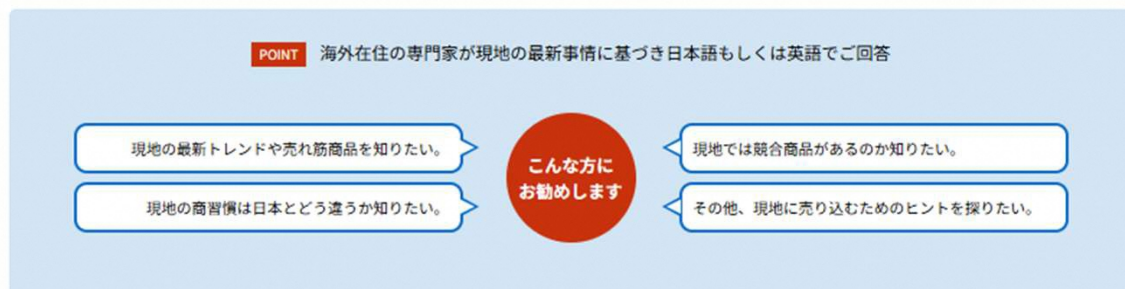 POINT 海外在住の専門家が現地の最新事情に基づき日本語もしくは英語でご回答
現地の最新トレンドや売れ筋商品を知りたい。
現地の商習慣は日本とどう違うか知りたい。
こんな方に
お勧めします
現地では競合商品があるのか知りたい。
その他、現地に売り込むためのヒントを探りたい。